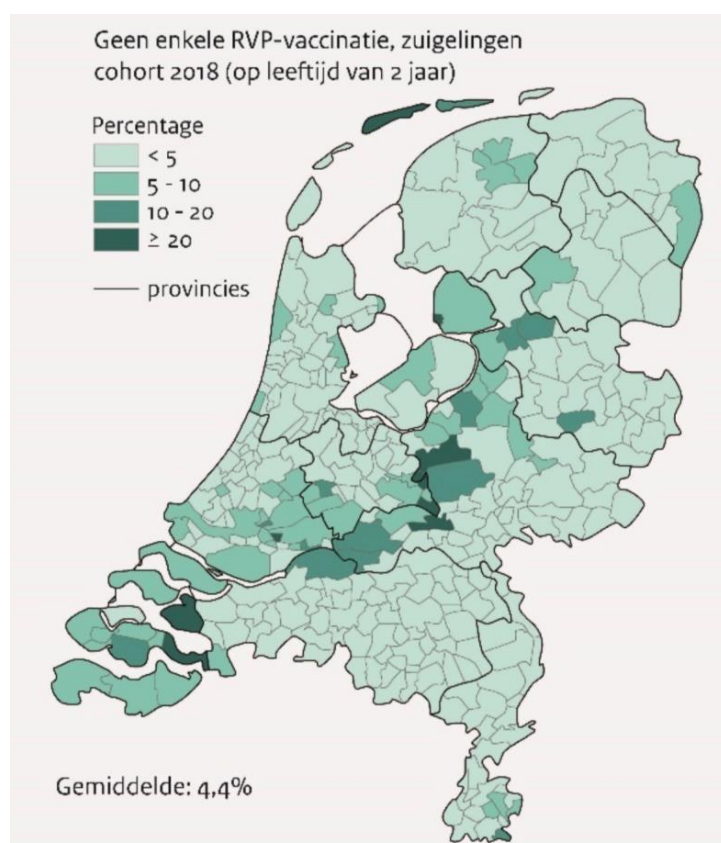 Geen enkele RVP-vaccinatie, zuigelingen
cohort 2018 (op leeftijd van 2 jaar)
Percentage
< 5
5 - 10
10 - 20
≥ 20
provincies
Gemiddelde: 4,4%